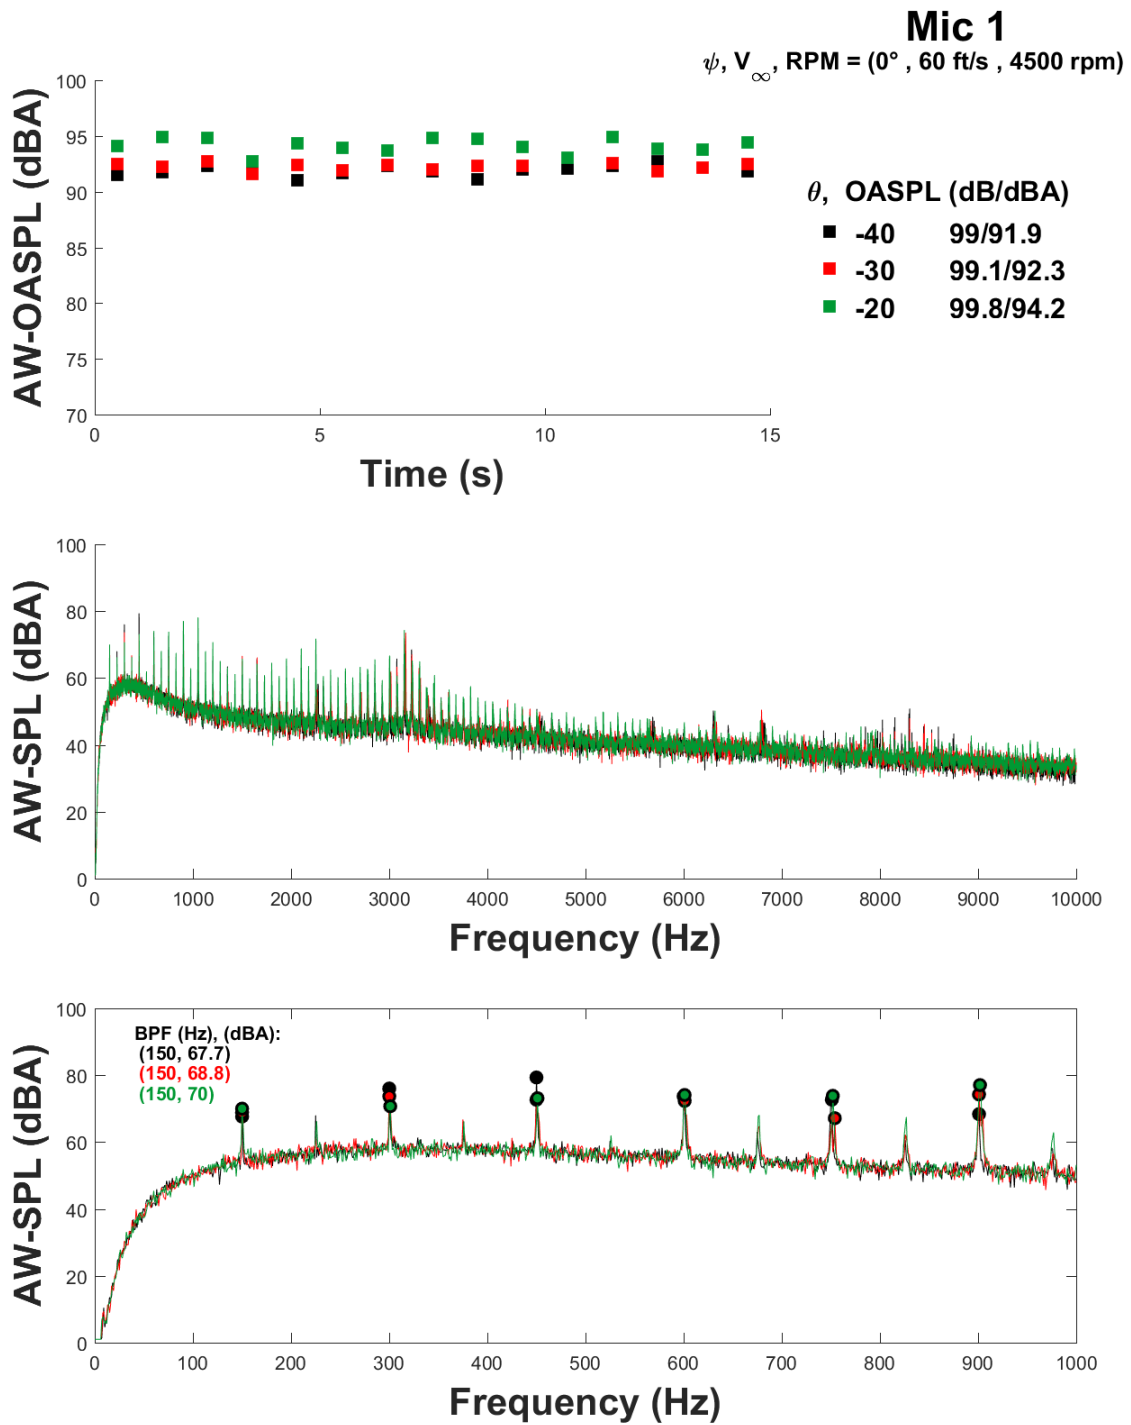 Mic 1
ψ, V∞, RPM = (0° , 60 ft/s , 4500 rpm)
100
95
90
85
80
75
70
AW-OASPL (dBA)
0 5 10 15
Time (s)
θ, OASPL (dB/dBA)
-40 99/91.9
-30 99.1/92.3
-20 99.8/94.2
100
80
60
40
20
0
AW-SPL (dBA)
0 1000 2000 3000 4000 5000 6000 7000 8000 9000 10000
Frequency (Hz)
100
80
60
40
20
0
AW-SPL (dBA)
BPF (Hz), (dBA):
(150, 67.7)
(150, 68.8)
(150, 70)
0 100 200 300 400 500 600 700 800 900 1000
Frequency (Hz)